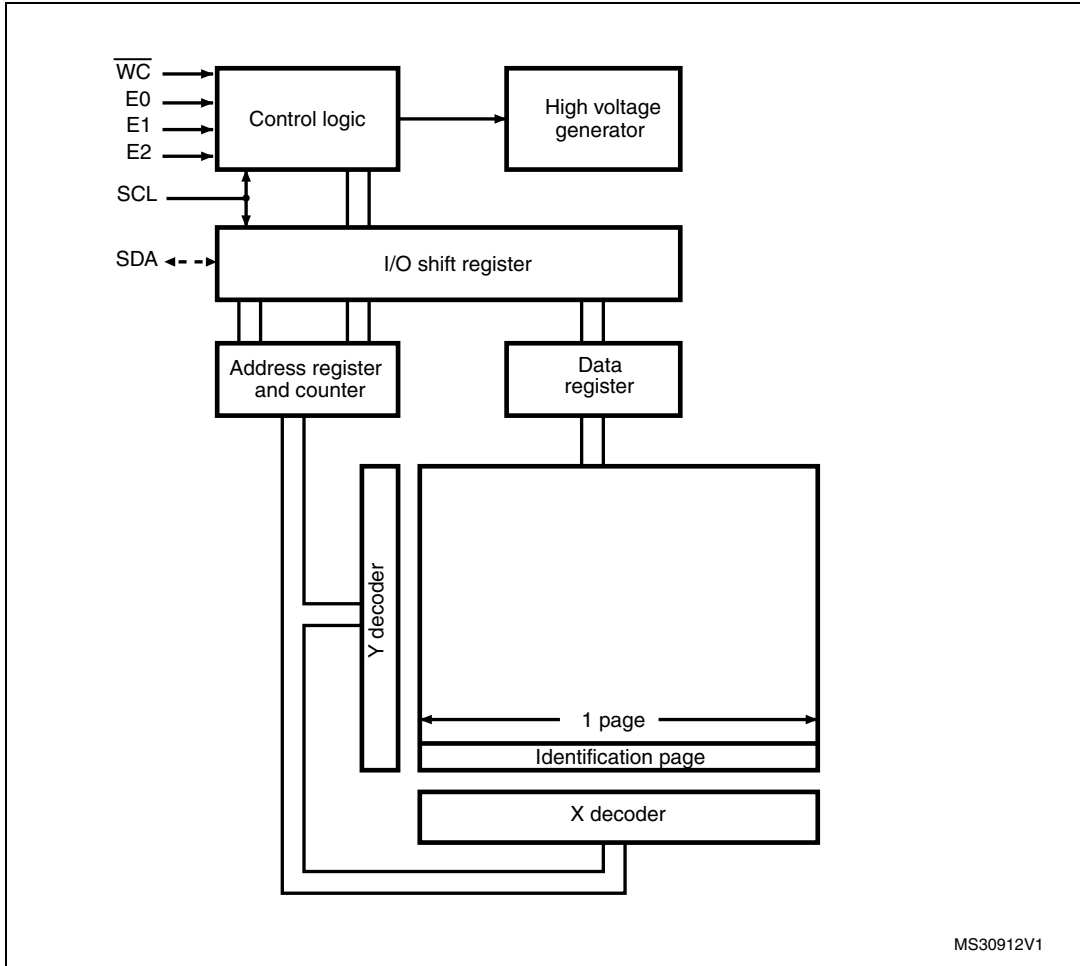 W̅C̅
E0
E1
E2
SCL
SDA
Control logic
High voltage
generator
I/O shift register
Address register
and counter
Data
register
Y decoder
1 page
Identification page
X decoder
MS30912V1